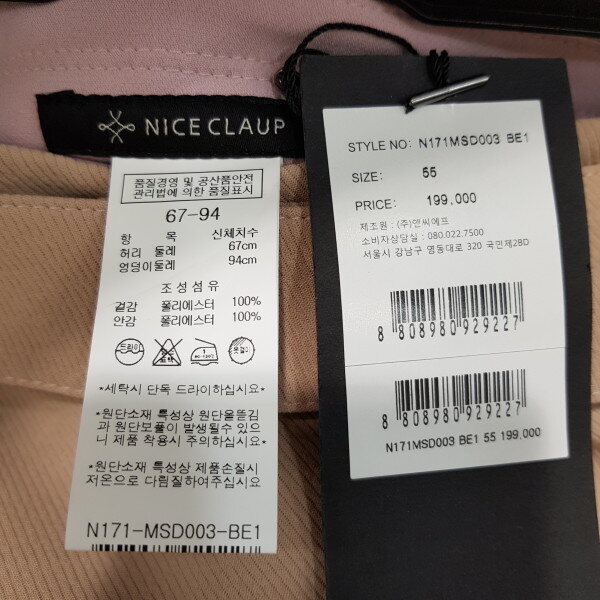 NICE CLAUP
품질경영 및 공산품안전
관리법에 의한 품질표시
67-94
항 목 신체치수
허리 둘레 67cm
엉덩이둘레 94cm
조성섬유
겉감 폴리에스터 100%
안감 폴리에스터 100%
드라이
옷걸이
*세탁시 단독 드라이하십시요*
*원단소재 특성상 원단울뜯김
과 원단보풀이 발생될수 있으
니 제품 착용시 주의하십시요*
*원단소재 특성상 제품손질시
저온으로 다림질하여주십시요*
N171-MSD003-BE1
STYLE NO: N171MSD003 BE1
SIZE: 55
PRICE: 199,000
제조원 : (주)앤씨에프
소비자상담실 : 080.022.7500
서울시 강남구 영동대로 320 국민제2BD
8 808980 929227
8 808980 929227
N171MSD003 BE1 55 199,000